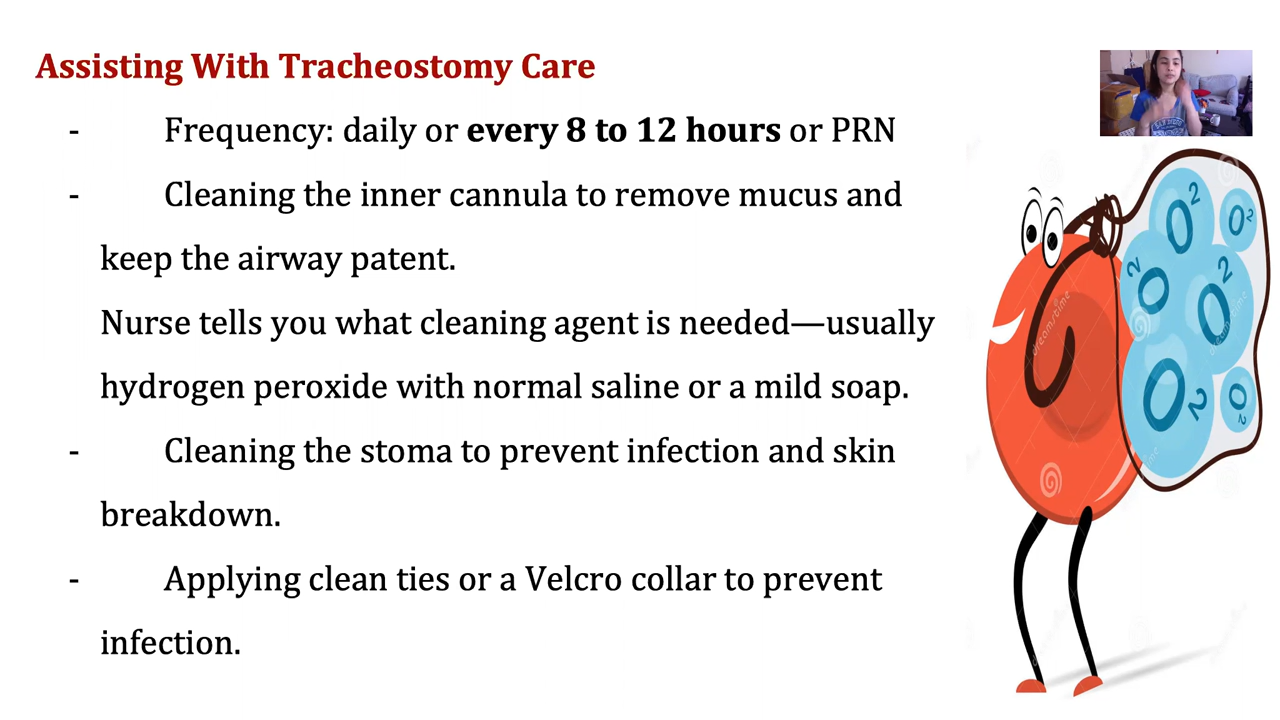 Assisting With Tracheostomy Care
- Frequency: daily or every 8 to 12 hours or PRN
- Cleaning the inner cannula to remove mucus and
keep the airway patent.
Nurse tells you what cleaning agent is needed—usually
hydrogen peroxide with normal saline or a mild soap.
- Cleaning the stoma to prevent infection and skin
breakdown.
- Applying clean ties or a Velcro collar to prevent
infection.
O2
O2
2O
O2
O2
O2
dreamstime
dreamstime